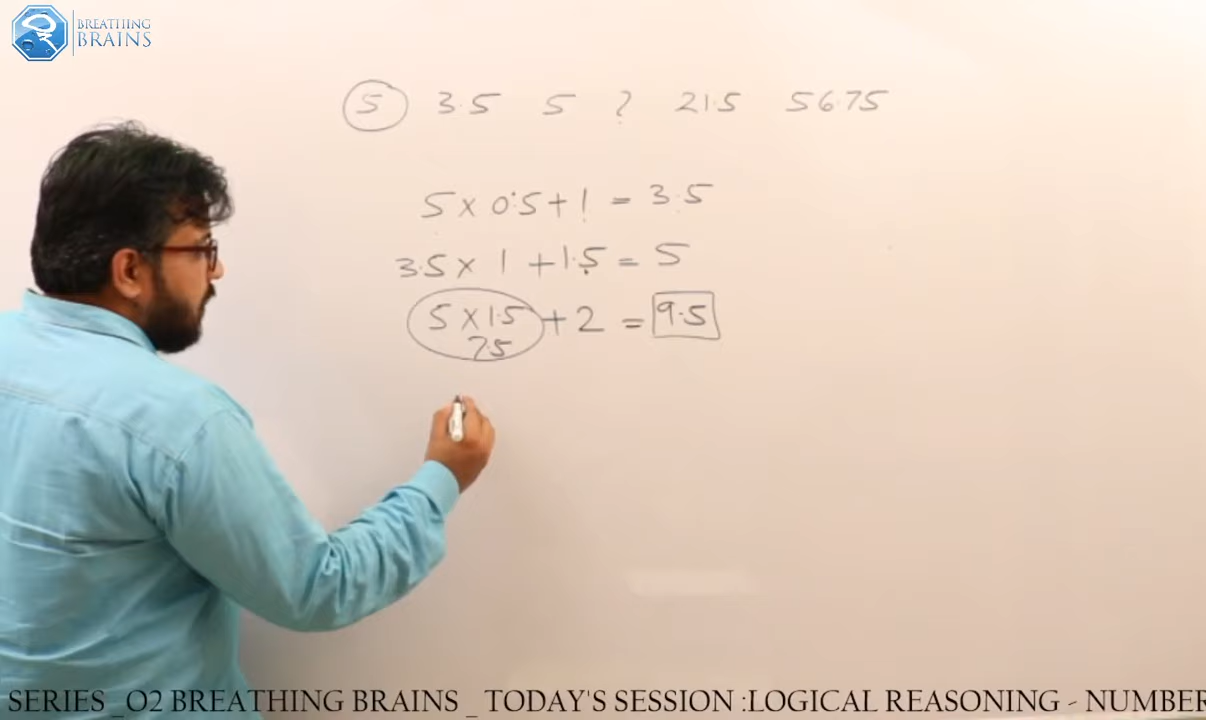 BREATHING
BRAINS
5 3.5 5 ? 21.5 56.75
5 x 0.5 + 1 = 3.5
3.5 x 1 + 1.5 = 5
5 x 1.5 + 2 = 9.5
7.5
SERIES _O2 BREATHING BRAINS _ TODAY'S SESSION :LOGICAL REASONING - NUMBER